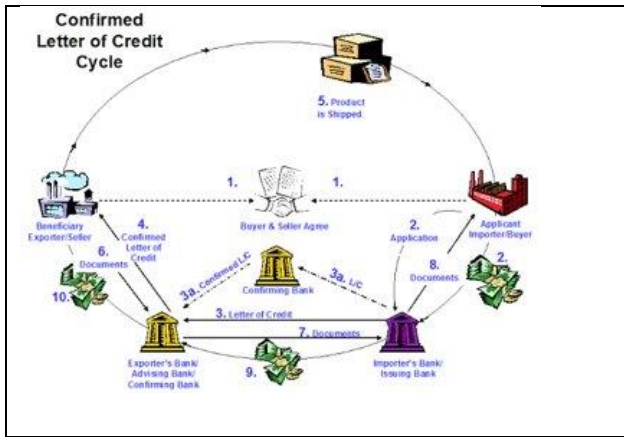 Confirmed
Letter of Credit
Cycle
5. Product
is Shipped
1.
1.
Beneficiary
Exporter/Seller
Buyer & Seller Agree
Applicant
Importer/Buyer
4.
Confirmed
Letter of
Credit
2.
Application
6.
Documents
8.
Documents
2.
10.
3a. Confirmed L/C
Confirming Bank
3a. L/C
3. Letter of Credit
7. Documents
Exporter's Bank/
Advising Bank/
Confirming Bank
9.
Importer's Bank/
Issuing Bank